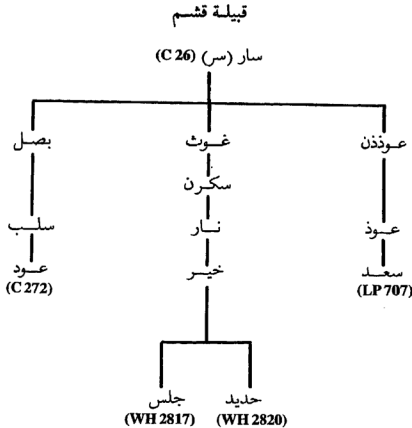 قبيلة قشم
سار (سر) (C 26)
عوذذن غوث بصل
سكرن
عوذ نار سلب
سعد خير عود
(LP 707) (C 272)
حديد جلس
(WH 2820) (WH 2817)